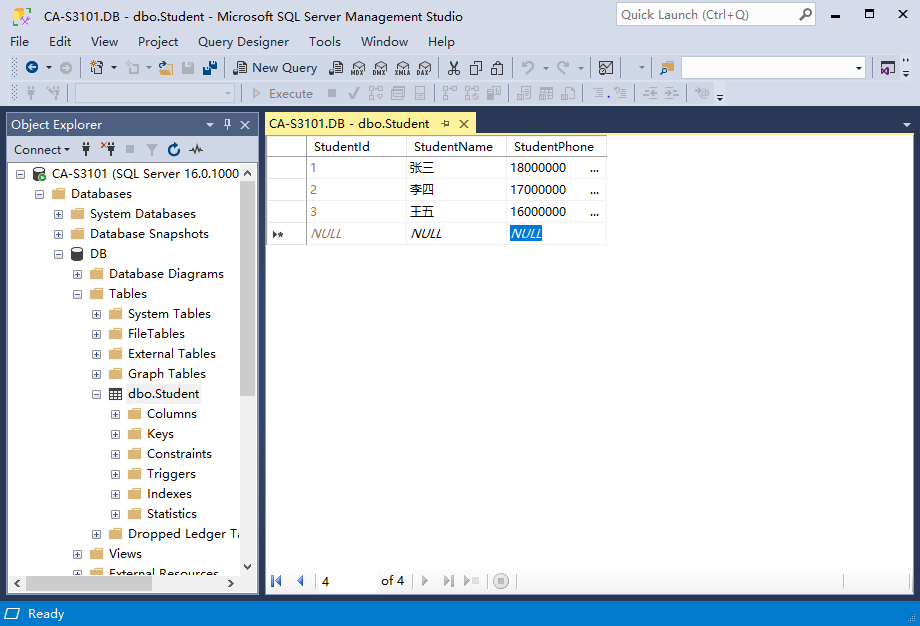 CA-S3101.DB - dbo.Student - Microsoft SQL Server Management Studio
Quick Launch (Ctrl+Q)
File Edit View Project Query Designer Tools Window Help
New Query MDX DMX XMLA DAX
Execute
Object Explorer
Connect
CA-S3101 (SQL Server 16.0.1000
Databases
System Databases
Database Snapshots
DB
Database Diagrams
Tables
System Tables
FileTables
External Tables
Graph Tables
dbo.Student
Columns
Keys
Constraints
Triggers
Indexes
Statistics
Dropped Ledger Ta
Views
External Resources
CA-S3101.DB - dbo.Student
StudentId StudentName StudentPhone
1 张三 18000000 ...
2 李四 17000000 ...
3 王五 16000000 ...
NULL NULL NULL
4 of 4
Ready